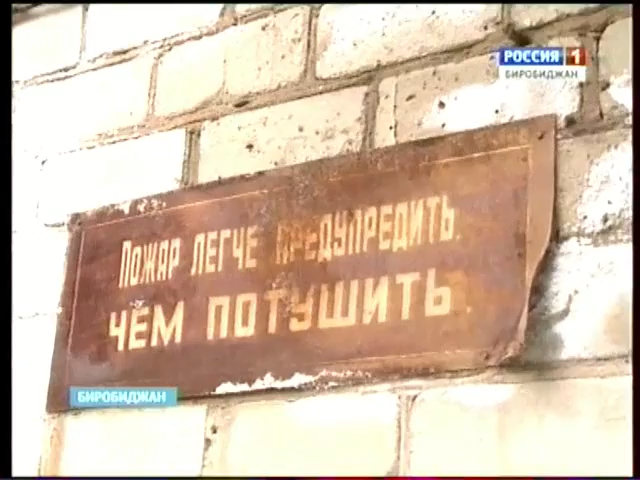 РОССИЯ 1
БИРОБИДЖАН
ПОЖАР ЛЕГЧЕ ПРЕДУПРЕДИТЬ,
ЧЕМ ПОТУШИТЬ.
БИРОБИДЖАН